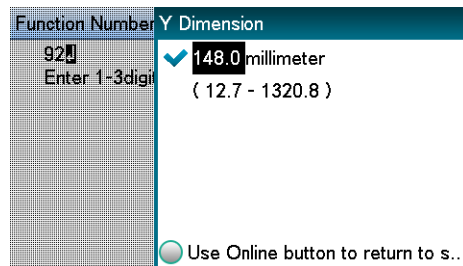 Function Number
92
Enter 1-3digi
Y Dimension
148.0 millimeter
( 12.7 - 1320.8 )
Use Online button to return to s..